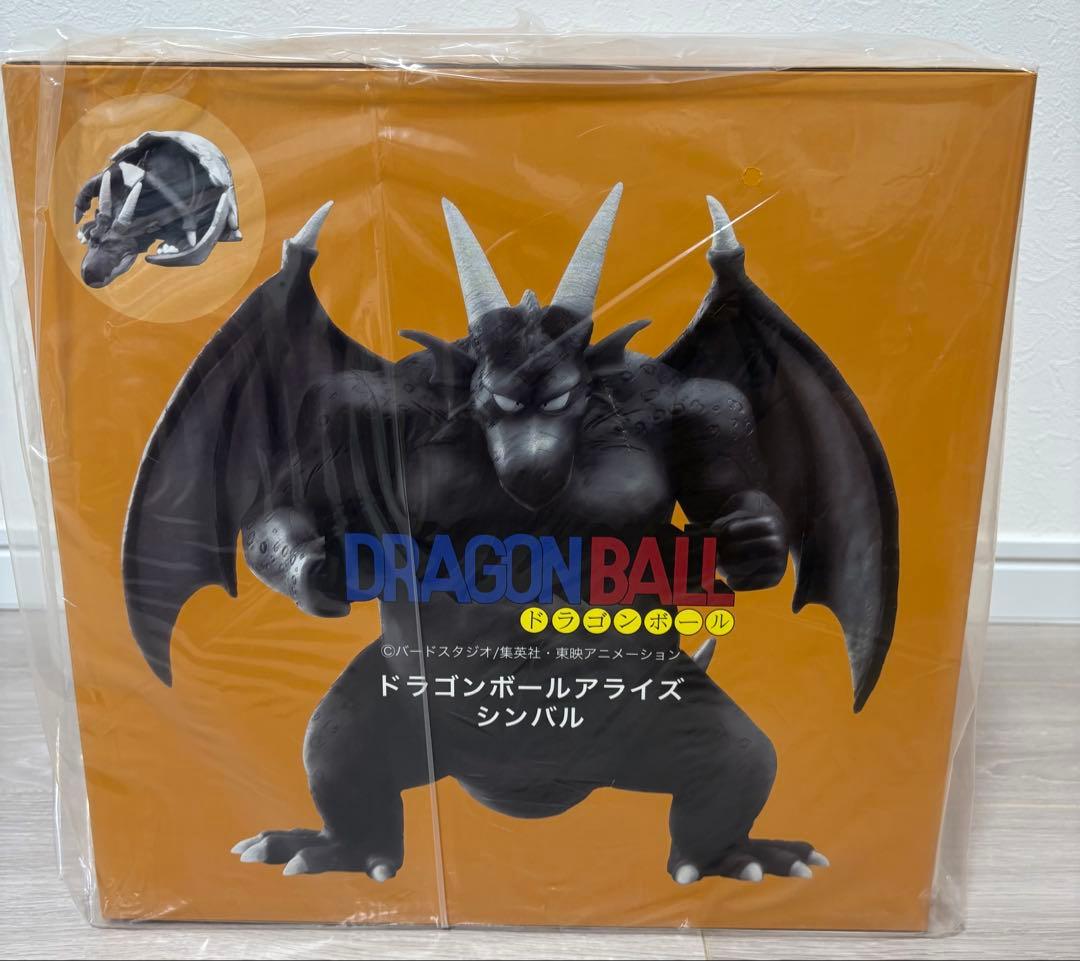 DRAGON BALL
ドラゴンボール
©バードスタジオ/集英社・東映アニメーション
ドラゴンボールアライズ
シンバル